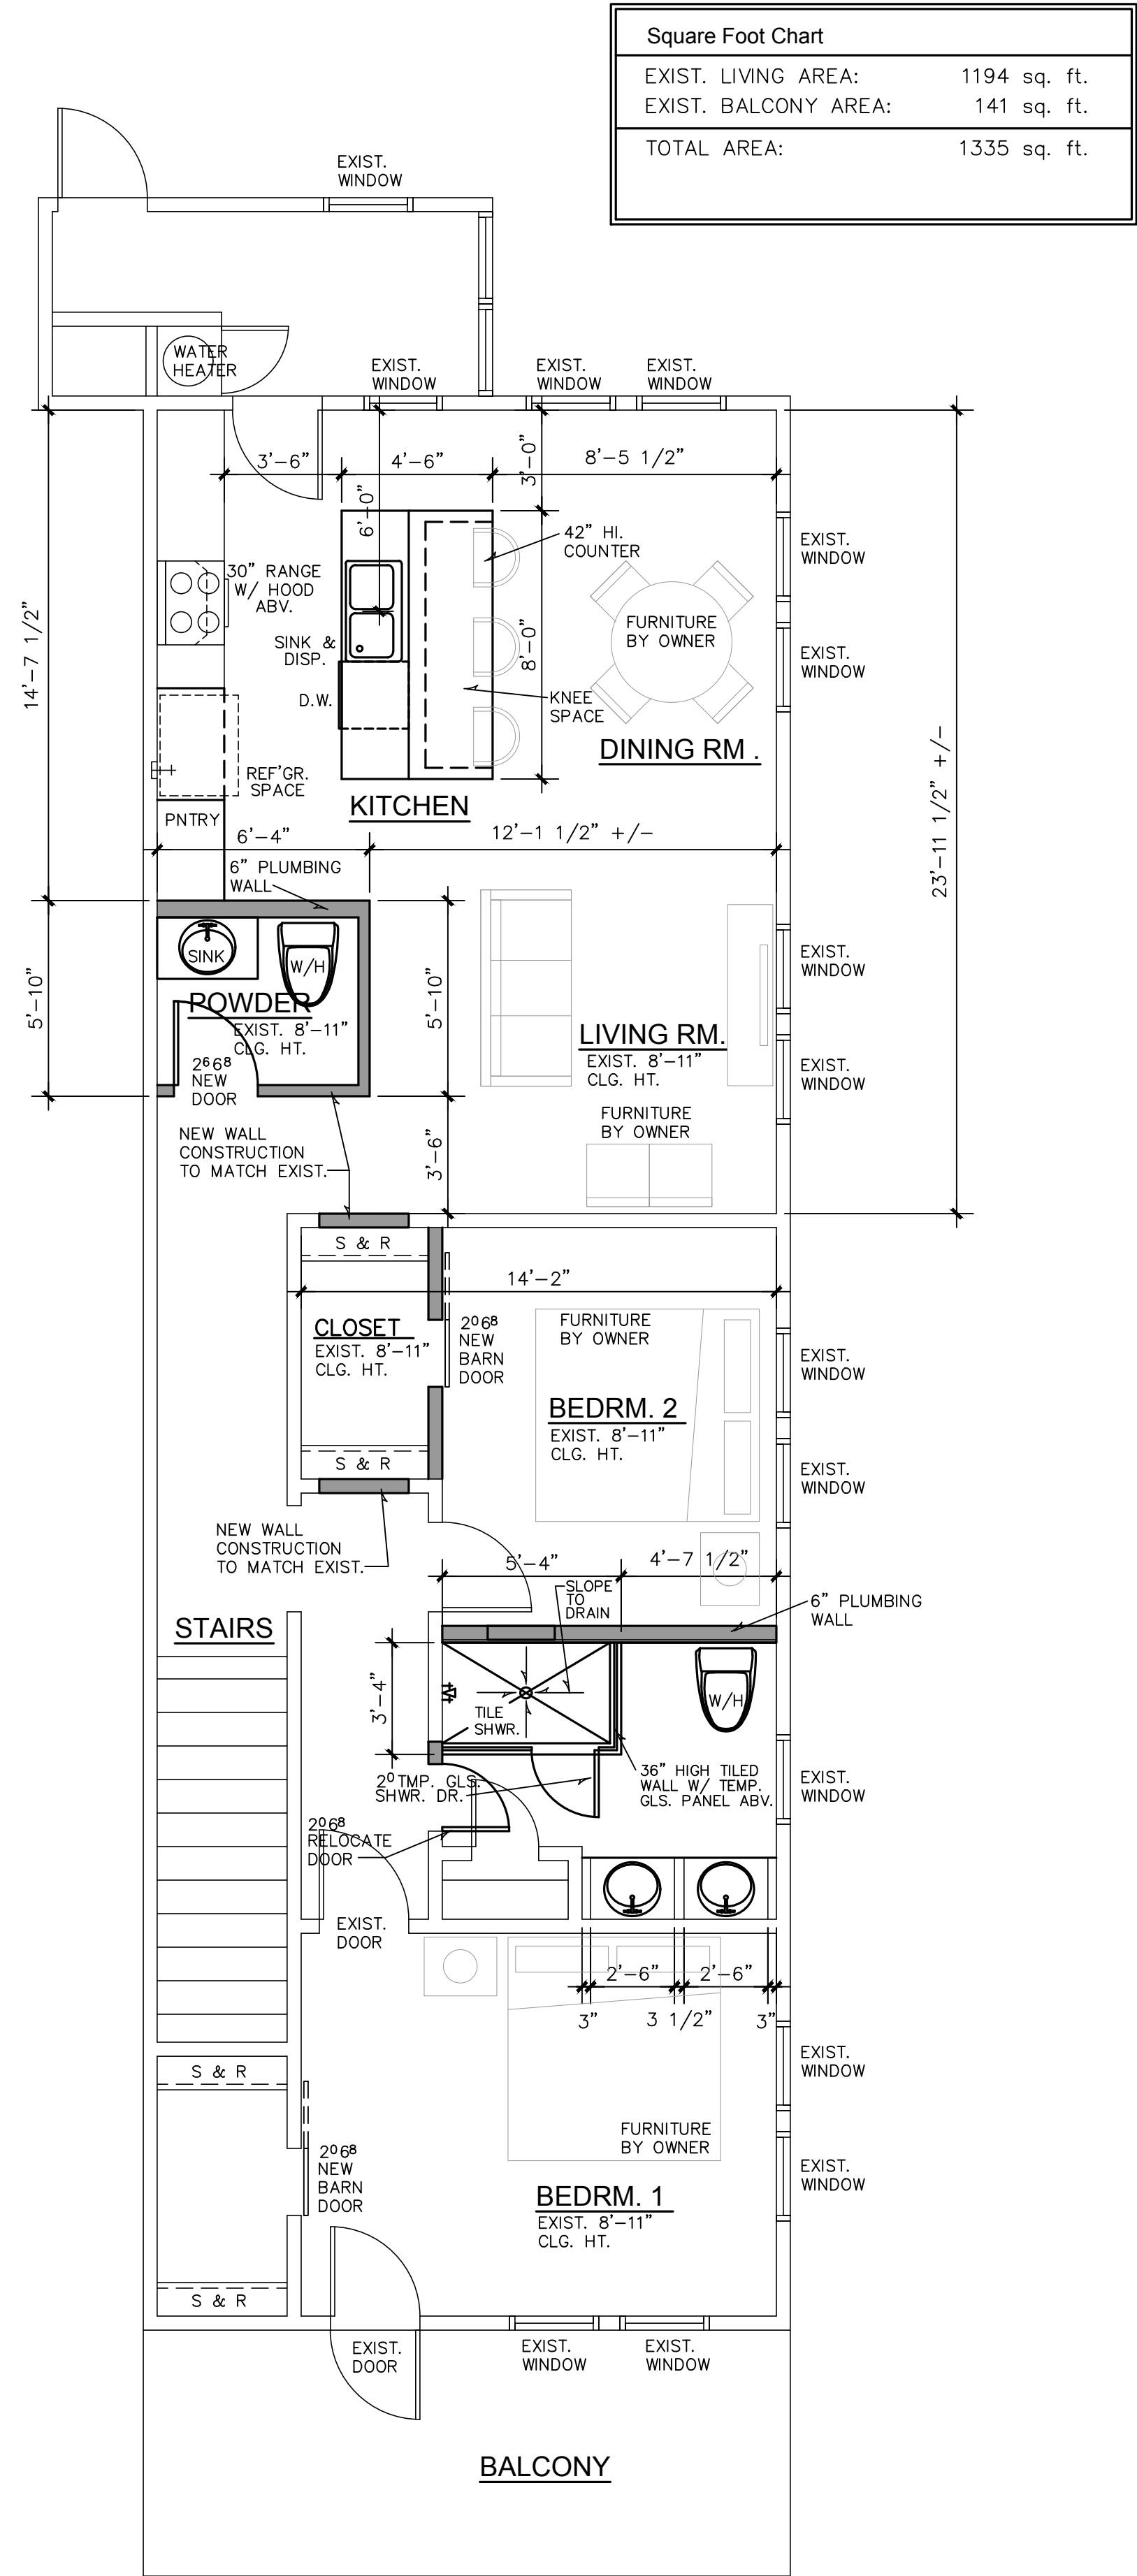 Square Foot Chart
EXIST. LIVING AREA: 1194 sq. ft.
EXIST. BALCONY AREA: 141 sq. ft.
TOTAL AREA: 1335 sq. ft.
EXIST.
WINDOW
WATER
HEATER
EXIST.
WINDOW
EXIST.
WINDOW
EXIST.
WINDOW
3'-6"
4'-6"
3'-0"
8'-5 1/2"
6'-0"
42" HI.
COUNTER
EXIST.
WINDOW
30" RANGE
W/ HOOD
ABV.
14'-7 1/2"
SINK &
DISP.
8'-0"
FURNITURE
BY OWNER
EXIST.
WINDOW
D.W.
KNEE
SPACE
DINING RM .
REF'GR.
SPACE
KITCHEN
23'-11 1/2" +/-
PNTRY
6'-4"
12'-1 1/2" +/-
6" PLUMBING
WALL
SINK
W/H
5'-10"
5'-10"
POWDER
EXIST. 8'-11"
CLG. HT.
EXIST.
WINDOW
LIVING RM.
EXIST. 8'-11"
CLG. HT.
2⁶6⁸
NEW
DOOR
EXIST.
WINDOW
FURNITURE
BY OWNER
NEW WALL
CONSTRUCTION
TO MATCH EXIST.
3'-6"
S & R
14'-2"
CLOSET
EXIST. 8'-11"
CLG. HT.
2⁰6⁸
NEW
BARN
DOOR
FURNITURE
BY OWNER
EXIST.
WINDOW
BEDRM. 2
EXIST. 8'-11"
CLG. HT.
S & R
EXIST.
WINDOW
NEW WALL
CONSTRUCTION
TO MATCH EXIST.
5'-4"
4'-7 1/2"
SLOPE
TO
DRAIN
6" PLUMBING
WALL
STAIRS
3'-4"
TILE
SHWR.
W/H
2⁰ TMP. GLS.
SHWR. DR.
36" HIGH TILED
WALL W/ TEMP.
GLS. PANEL ABV.
EXIST.
WINDOW
2⁰6⁸
RELOCATE
DOOR
EXIST.
DOOR
2'-6"
2'-6"
3"
3 1/2"
3"
EXIST.
WINDOW
S & R
FURNITURE
BY OWNER
2⁰6⁸
NEW
BARN
DOOR
EXIST.
WINDOW
BEDRM. 1
EXIST. 8'-11"
CLG. HT.
S & R
EXIST.
DOOR
EXIST.
WINDOW
EXIST.
WINDOW
BALCONY